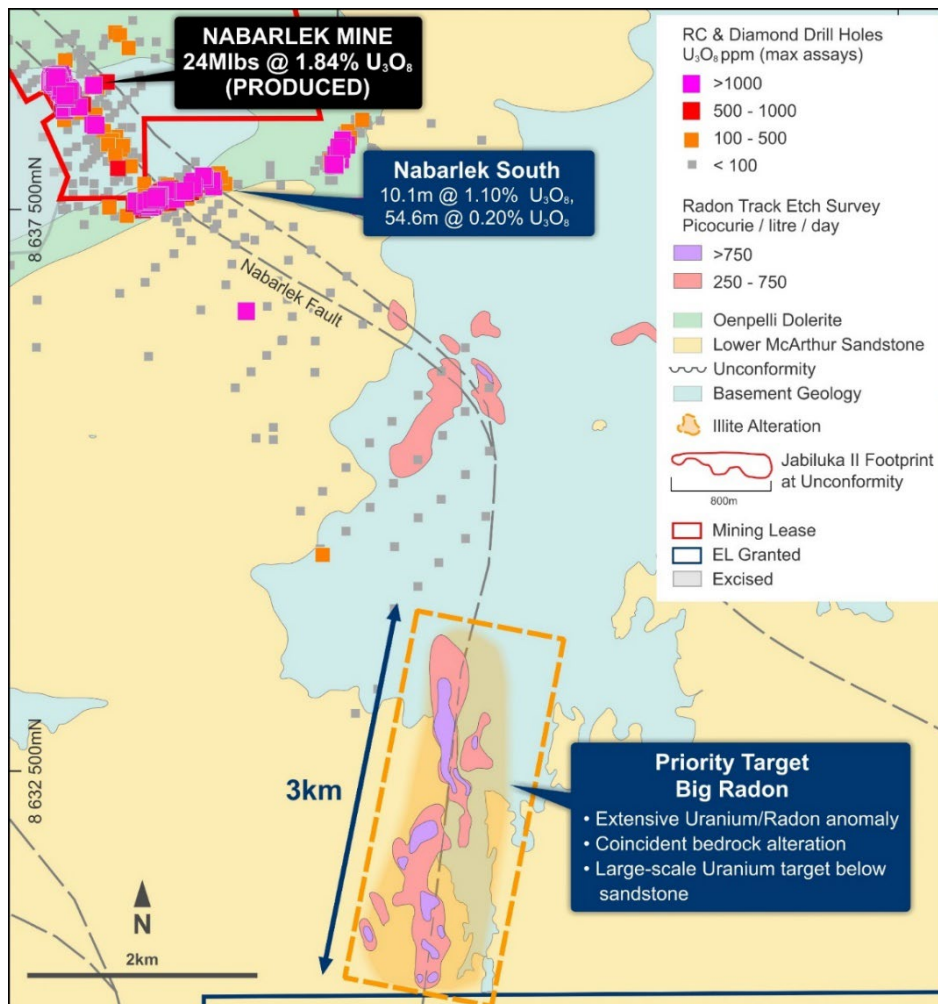 NABARLEK MINE
24Mlbs @ 1.84% U₃O₈
(PRODUCED)
Nabarlek South
10.1m @ 1.10% U₃O₈,
54.6m @ 0.20% U₃O₈
8 637 500mN
Nabarlek Fault
RC & Diamond Drill Holes
U₃O₈ ppm (max assays)
>1000
500 - 1000
100 - 500
< 100
Radon Track Etch Survey
Picocurie / litre / day
>750
250 - 750
Oenpelli Dolerite
Lower McArthur Sandstone
Unconformity
Basement Geology
Illite Alteration
Jabiluka II Footprint
at Unconformity
800m
Mining Lease
EL Granted
Excised
8 632 500mN
3km
Priority Target
Big Radon
• Extensive Uranium/Radon anomaly
• Coincident bedrock alteration
• Large-scale Uranium target below
sandstone
N
2km